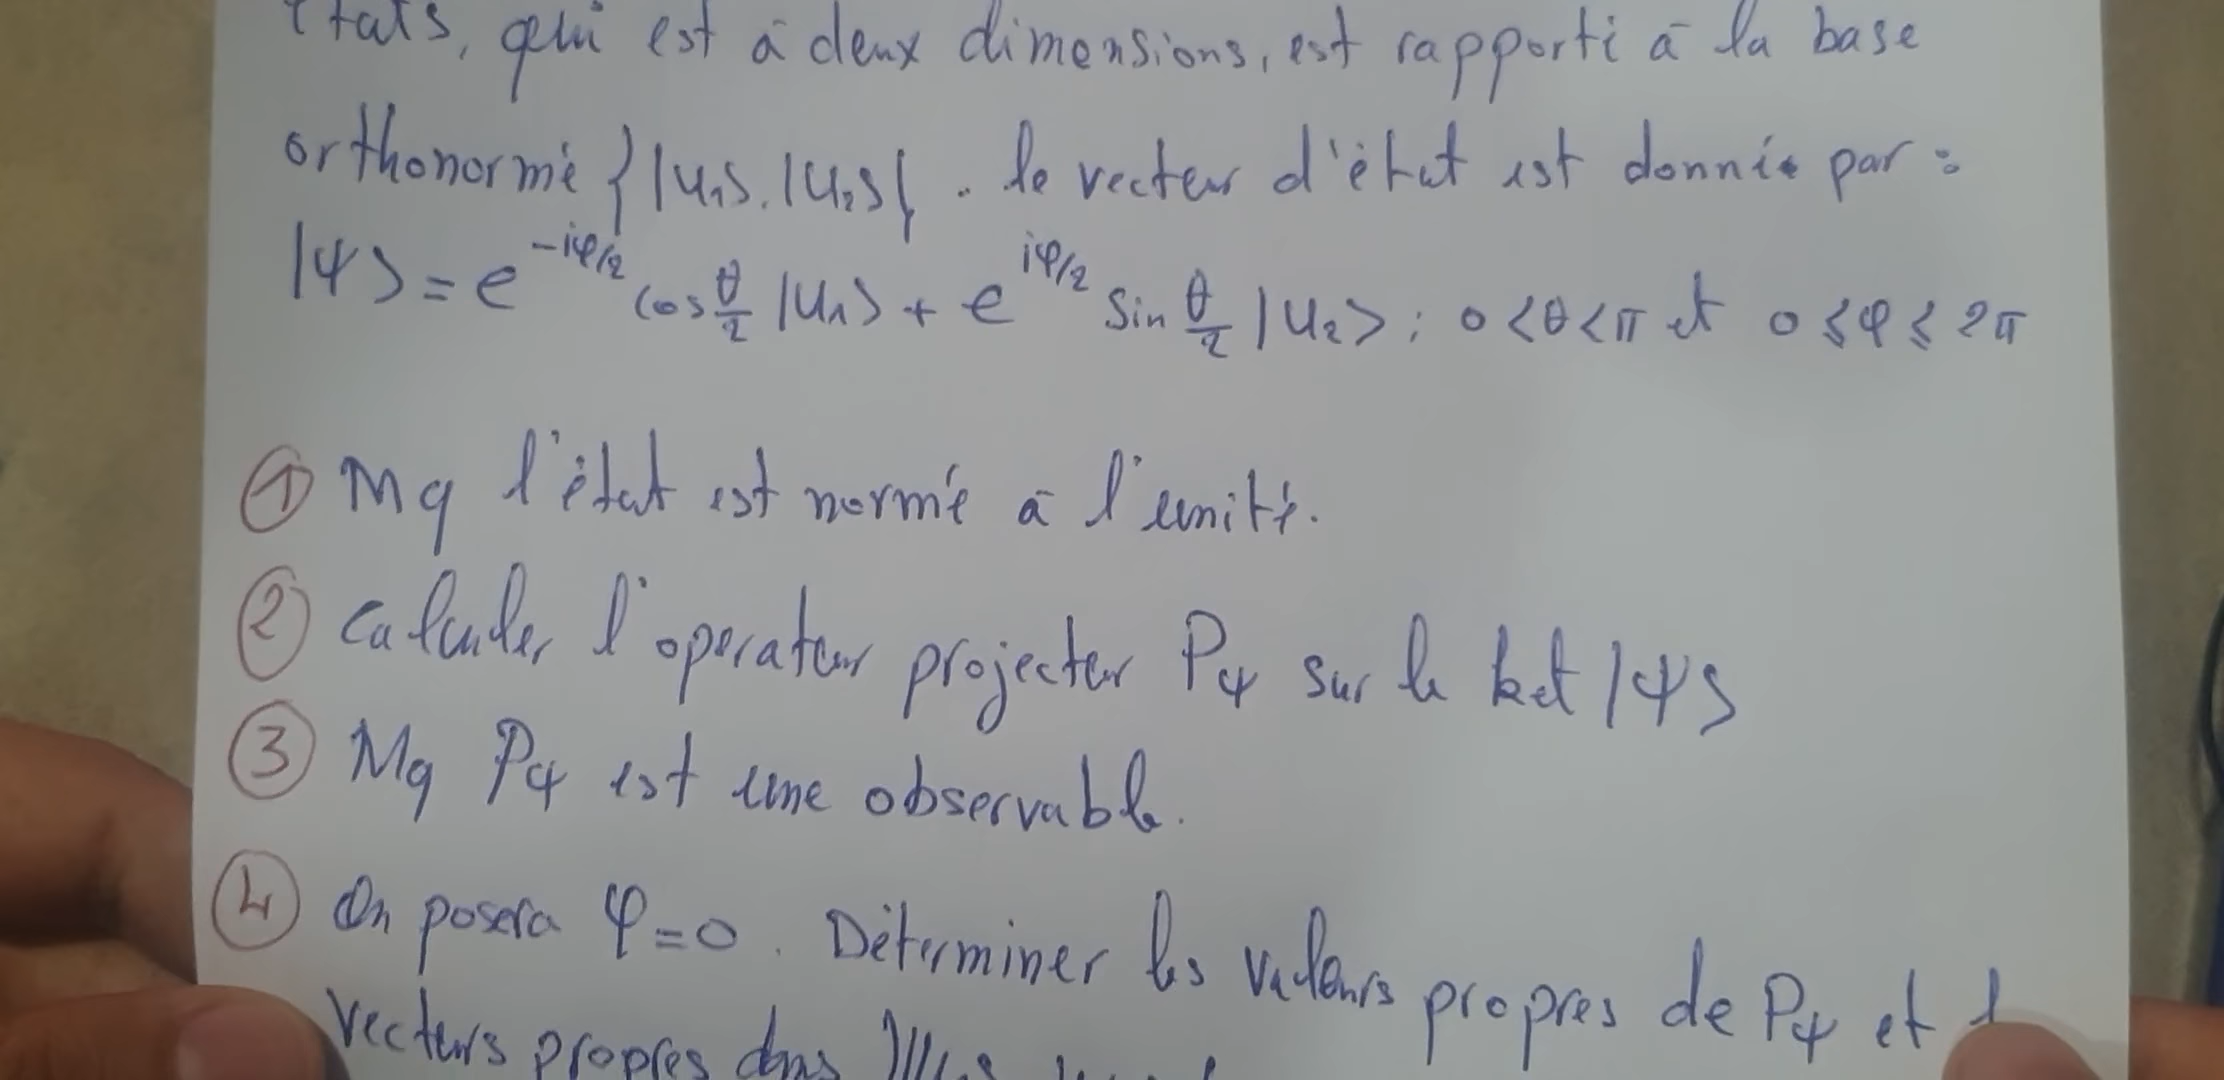 états, qui est à deux dimensions, est rapporté à la base
orthonormé {|u₁>, |u₂>}. le vecteur d'état est donnée par :
|ψ> = e^{-iφ/2} cos θ/2 |u₁> + e^{iφ/2} sin θ/2 |u₂> ; 0 < θ < π et 0 ≤ φ ≤ 2π
① Mq l'état est normé à l'unité.
② calculer l'operateur projecteur Pψ sur le ket |ψ>
③ Mq Pψ est une observable.
④ On posera φ = 0. Déterminer les valeurs propres de Pψ et
vecteurs propres dans